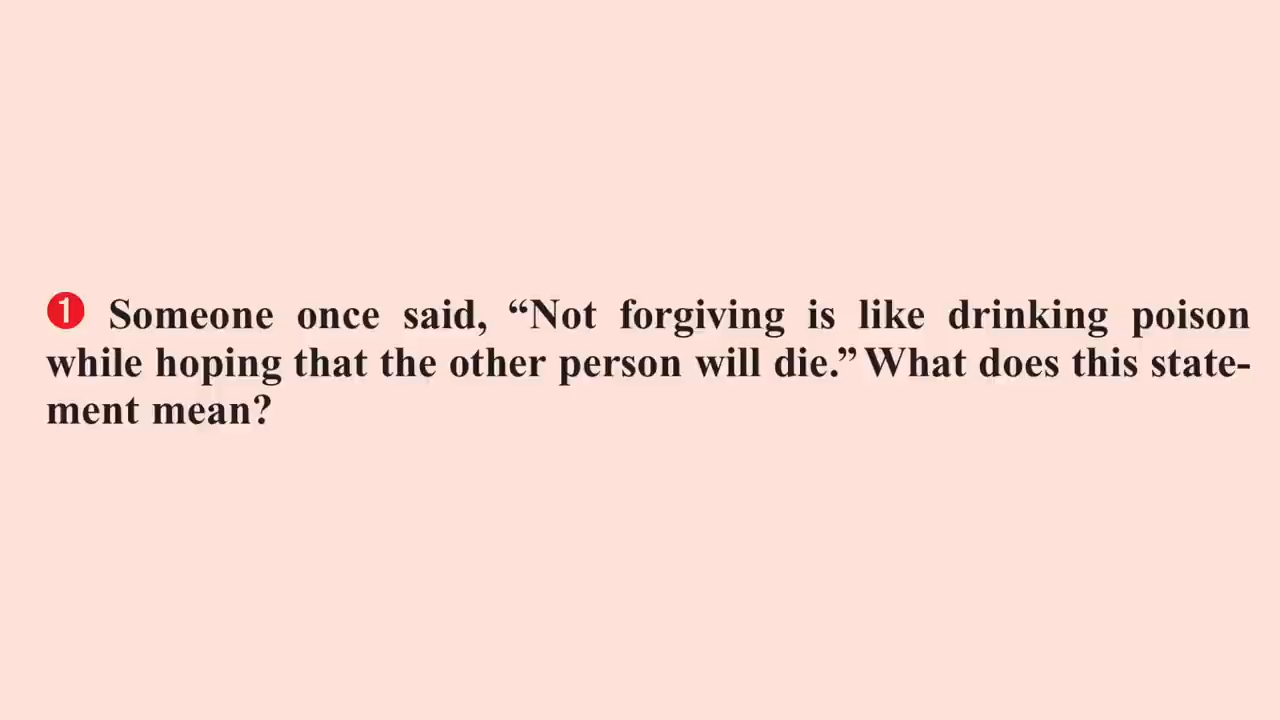 ❶ Someone once said, “Not forgiving is like drinking poison
while hoping that the other person will die.” What does this state-
ment mean?